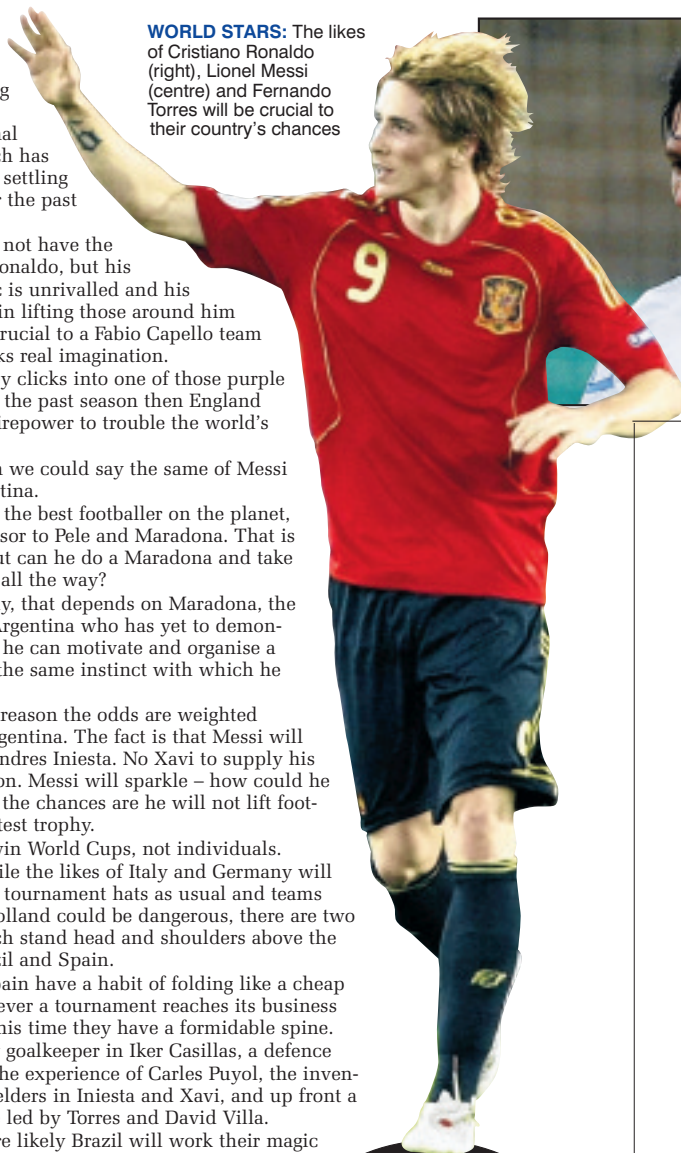 WORLD STARS: The likes
of Cristiano Ronaldo
(right), Lionel Messi
(centre) and Fernando
Torres will be crucial to
their country's chances
settling
the past
not have the
onaldo, but his
is unrivalled and his
in lifting those around him
rucial to a Fabio Capello team
ks real imagination.
y clicks into one of those purple
the past season then England
irepower to trouble the world's
we could say the same of Messi
tina.
the best footballer on the planet,
sor to Pele and Maradona. That is
ut can he do a Maradona and take
all the way?
y, that depends on Maradona, the
Argentina who has yet to demon-
he can motivate and organise a
the same instinct with which he
reason the odds are weighted
gentina. The fact is that Messi will
ndres Iniesta. No Xavi to supply his
on. Messi will sparkle – how could he
the chances are he will not lift foot-
test trophy.
win World Cups, not individuals.
ile the likes of Italy and Germany will
tournament hats as usual and teams
olland could be dangerous, there are two
ch stand head and shoulders above the
zil and Spain.
pain have a habit of folding like a cheap
ever a tournament reaches its business
his time they have a formidable spine.
goalkeeper in Iker Casillas, a defence
he experience of Carles Puyol, the inven-
elders in Iniesta and Xavi, and up front a
led by Torres and David Villa.
re likely Brazil will work their magic
9